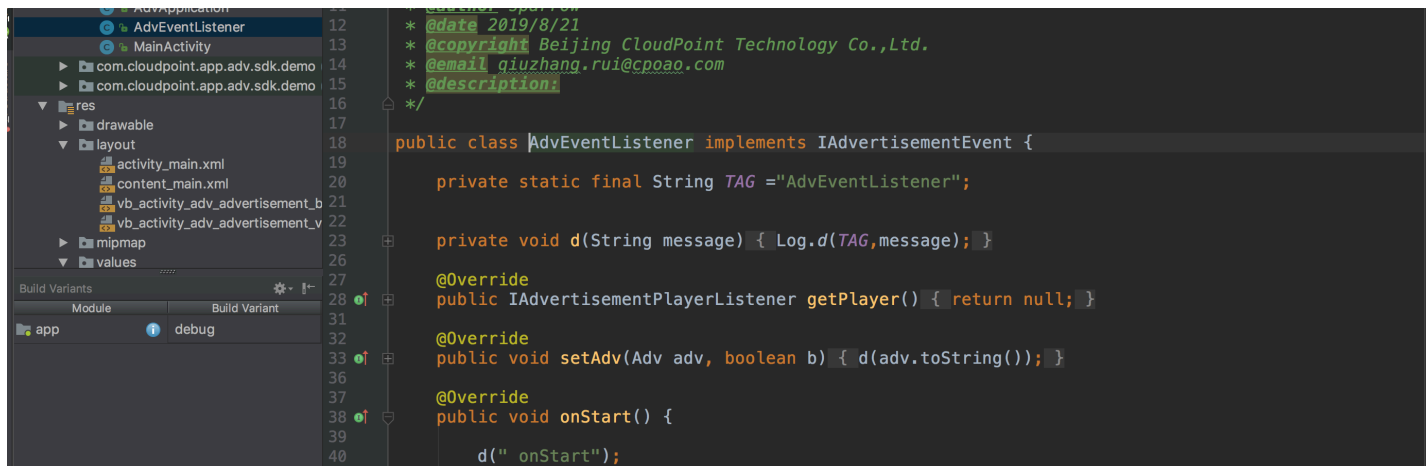 AdvApplication
AdvEventListener
MainActivity
com.cloudpoint.app.adv.sdk.demo
com.cloudpoint.app.adv.sdk.demo
res
drawable
layout
activity_main.xml
content_main.xml
vb_activity_adv_advertisement_b
vb_activity_adv_advertisement_v
mipmap
values
Build Variants
Module Build Variant
app debug
11 * @author sparrow
12 * @date 2019/8/21
13 * @copyright Beijing CloudPoint Technology Co.,Ltd.
14 * @email qiuzhang.rui@cpoao.com
15 * @description:
16 */
17
18 public class AdvEventListener implements IAdvertisementEvent {
19
20 private static final String TAG ="AdvEventListener";
21
22
23 private void d(String message) { Log.d(TAG,message); }
26
27 @Override
28 public IAdvertisementPlayerListener getPlayer() { return null; }
31
32 @Override
33 public void setAdv(Adv adv, boolean b) { d(adv.toString()); }
36
37 @Override
38 public void onStart() {
39
40 d(" onStart");